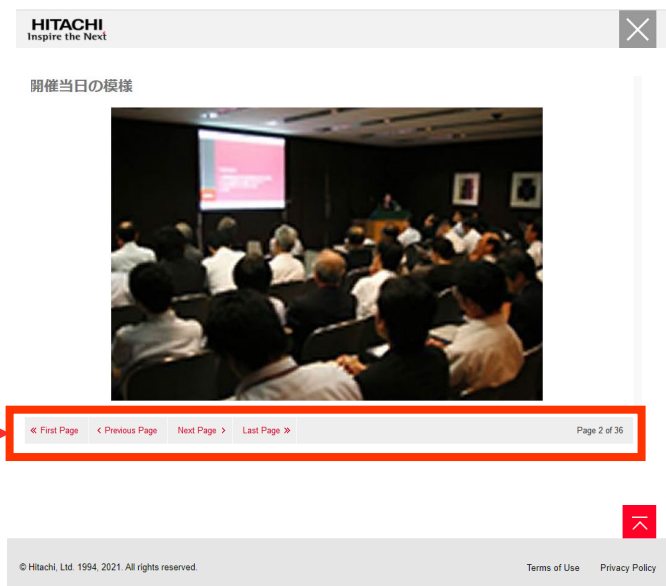 HITACHI
Inspire the Next
開催当日の模様
« First Page < Previous Page Next Page > Last Page » Page 2 of 36
© Hitachi, Ltd. 1994, 2021. All rights reserved. Terms of Use Privacy Policy